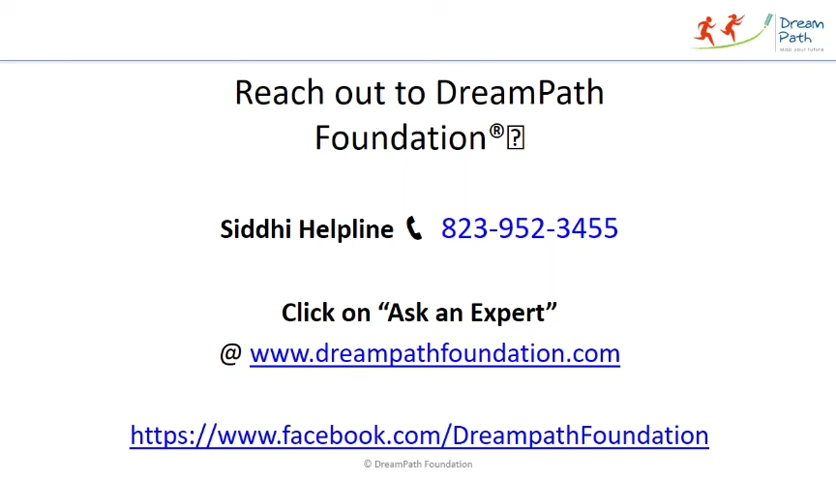 Dream
Path
Reach out to DreamPath
Foundation®
Siddhi Helpline 823-952-3455
Click on “Ask an Expert”
@ www.dreampathfoundation.com
https://www.facebook.com/DreampathFoundation
© DreamPath Foundation